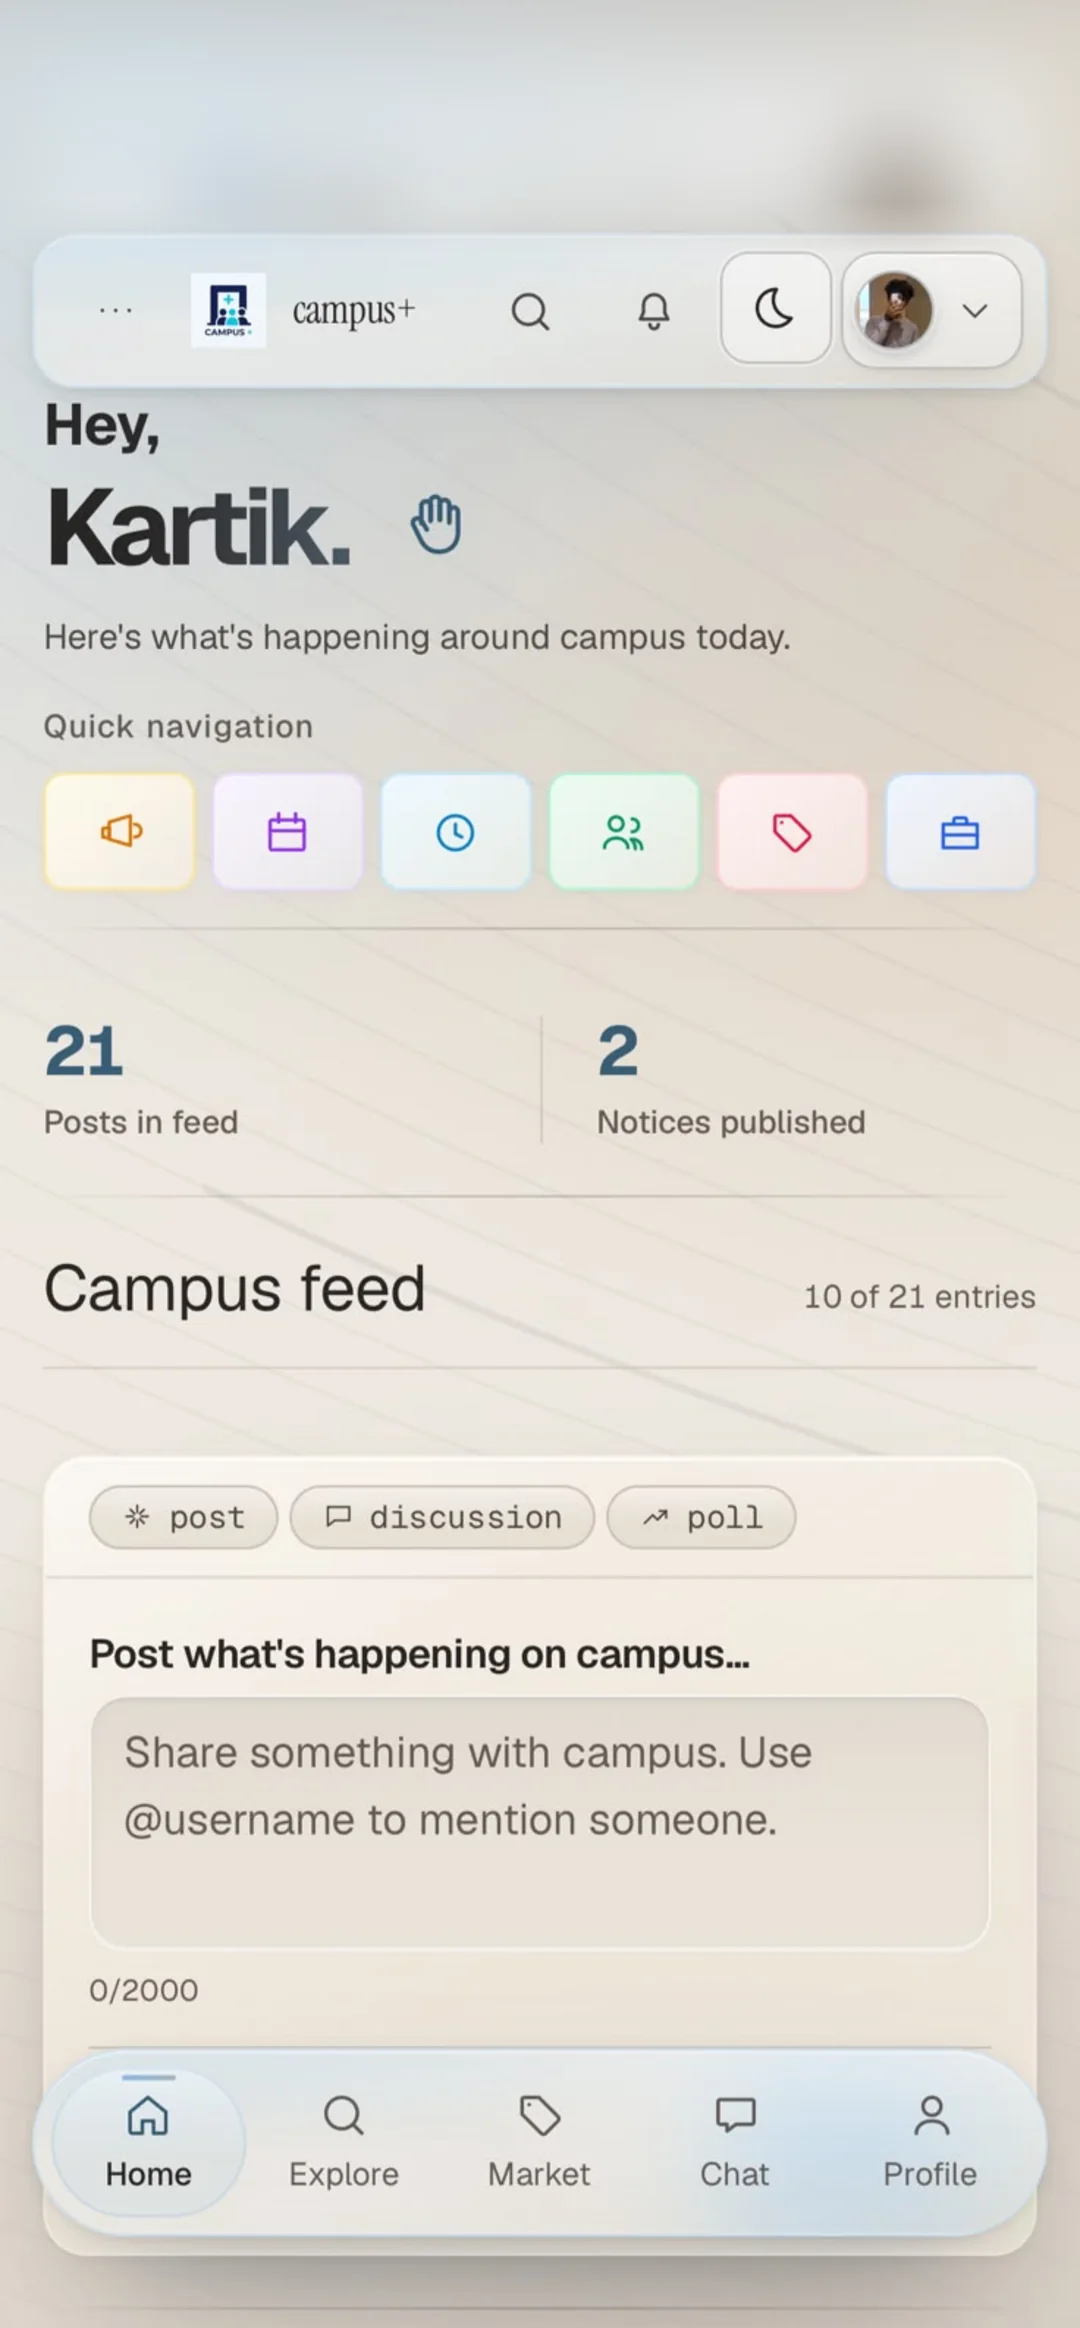 ...
CAMPUS +
campus+
Hey,
Kartik.
Here's what's happening around campus today.
Quick navigation
21
Posts in feed
2
Notices published
Campus feed
10 of 21 entries
post
discussion
poll
Post what's happening on campus...
Share something with campus. Use
@username to mention someone.
0/2000
Home
Explore
Market
Chat
Profile